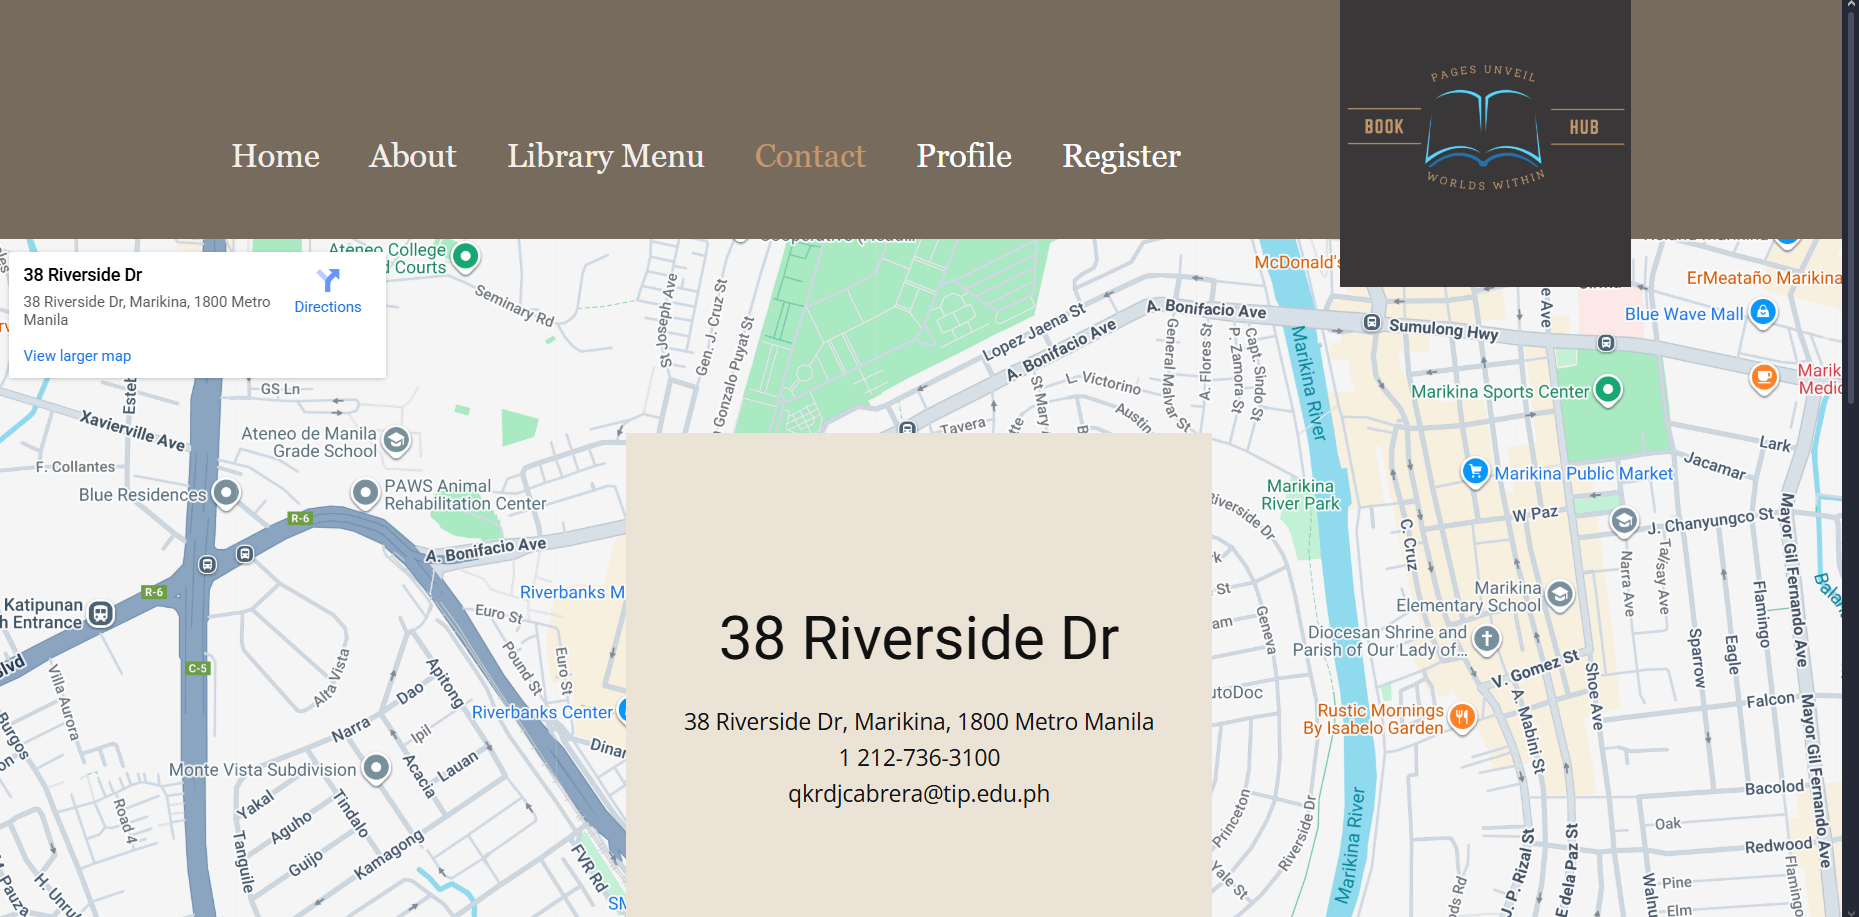 PAGES UNVEIL
BOOK
HUB
WORLDS WITHIN
Home
About
Library Menu
Contact
Profile
Register
38 Riverside Dr
38 Riverside Dr, Marikina, 1800 Metro
Manila
View larger map
Directions
Ateneo College
d Courts
Seminary Rd
St. Joseph Ave
Gen. J. Cruz St
Gonzalo Puyat St
Lopez Jaena St
A. Bonifacio Ave
A. Bonifacio Ave
L. Victorino
Austin
St Mary
Tavera
General Malvar St
A. Flores St
P. Zamora St
Capt. Sindo St
McDonald's
Marikina River
Sumulong Hwy
ErMeataño Marikina
Blue Wave Mall
Marikina Sports Center
Marik
Medic
Lark
Jacamar
Marikina Public Market
Marikina
River Park
W Paz
J. Chanyungco St
C. Cruz
Mayor Gil Fernando Ave
Narra Ave
Talisay Ave
Flamingo
Marikina
Elementary School
Diocesan Shrine and
Parish of Our Lady of...
V. Gomez St
Shoe Ave
Sparrow
Eagle
Falcon
Mayor Gil Fernando Ave
Rustic Mornings
By Isabelo Garden
A. Mabini St
Bacolod
Oak
Redwood
Flamingo
Pine
Elm
J. P. Rizal St
E dela Paz St
Marikina River
Riverside Dr
Princeton
Yale St
Riverside Dr
Geneva
utoDoc
GS Ln
Xavierville Ave
Ateneo de Manila
Grade School
F. Collantes
Blue Residences
PAWS Animal
Rehabilitation Center
R-6
A. Bonifacio Ave
R-6
Katipunan
h Entrance
C-5
Riverbanks M
Euro St
Euro St
Pound St
Alta Vista
Villa Aurora
Apitong
Dao
Narra
Ipil
Acacia
Lauan
Riverbanks Center
Dinar
Monte Vista Subdivision
Yakal
Aguho
Tindalo
Guijo
Kamagong
Tanguile
Road 4
Burgos
FVR Rd
38 Riverside Dr
38 Riverside Dr, Marikina, 1800 Metro Manila
1 212-736-3100
qkrdjcabrera@tip.edu.ph